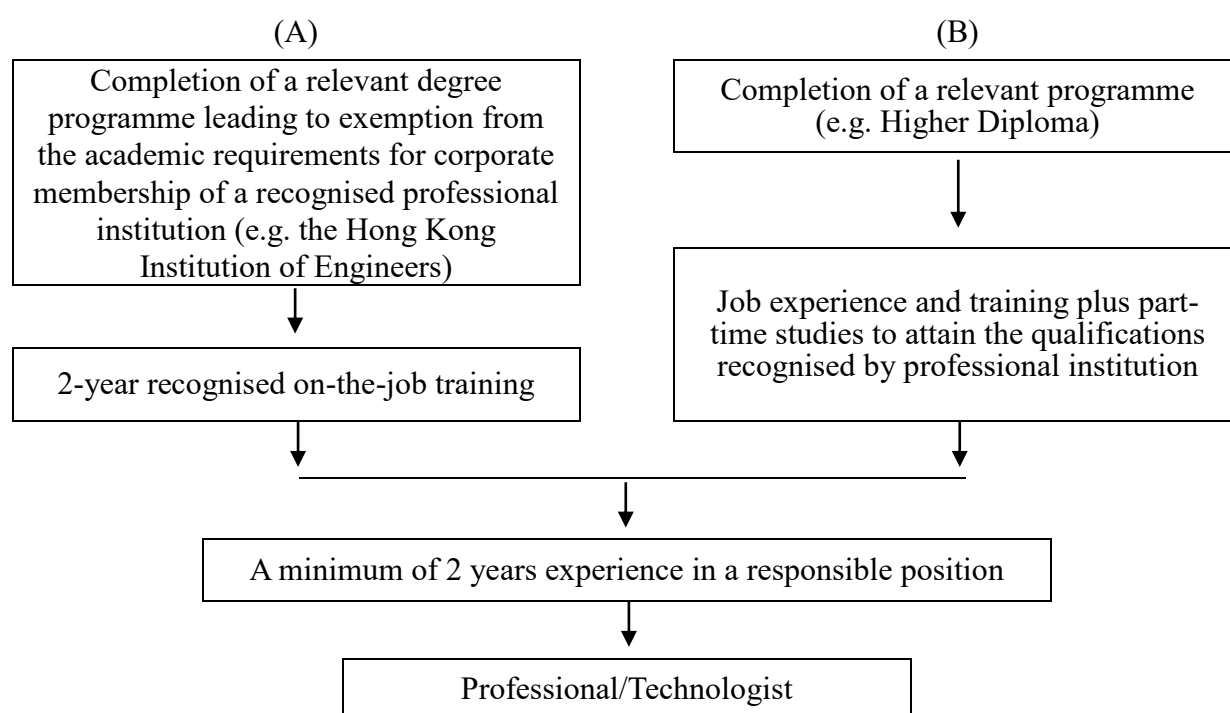 (A)
Completion of a relevant degree
programme leading to exemption from
the academic requirements for corporate
membership of a recognised professional
institution (e.g. the Hong Kong
Institution of Engineers)
2-year recognised on-the-job training
(B)
Completion of a relevant programme
(e.g. Higher Diploma)
Job experience and training plus part-
time studies to attain the qualifications
recognised by professional institution
A minimum of 2 years experience in a responsible position
Professional/Technologist